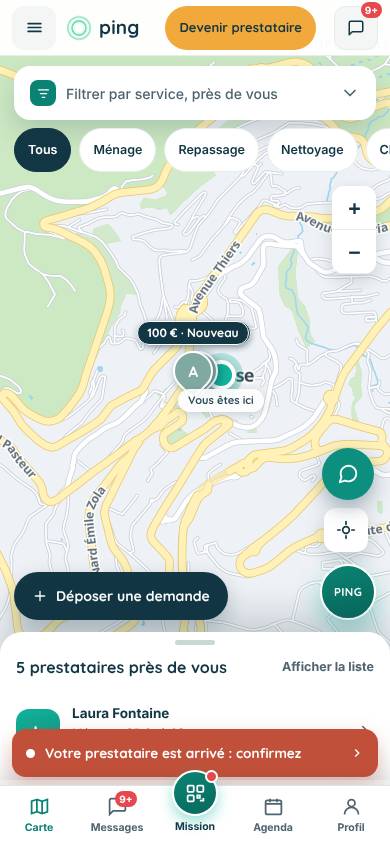 ping
Devenir prestataire
9+
Filtrer par service, près de vous
Tous
Ménage
Repassage
Nettoyage
+
Avenue Thiers
−
100 € · Nouveau
A
se
Vous êtes ici
Pasteur
Émile Zola
PING
+ Déposer une demande
5 prestataires près de vous
Afficher la liste
Laura Fontaine
Votre prestataire est arrivé : confirmez
9+
Carte
Messages
Mission
Agenda
Profil